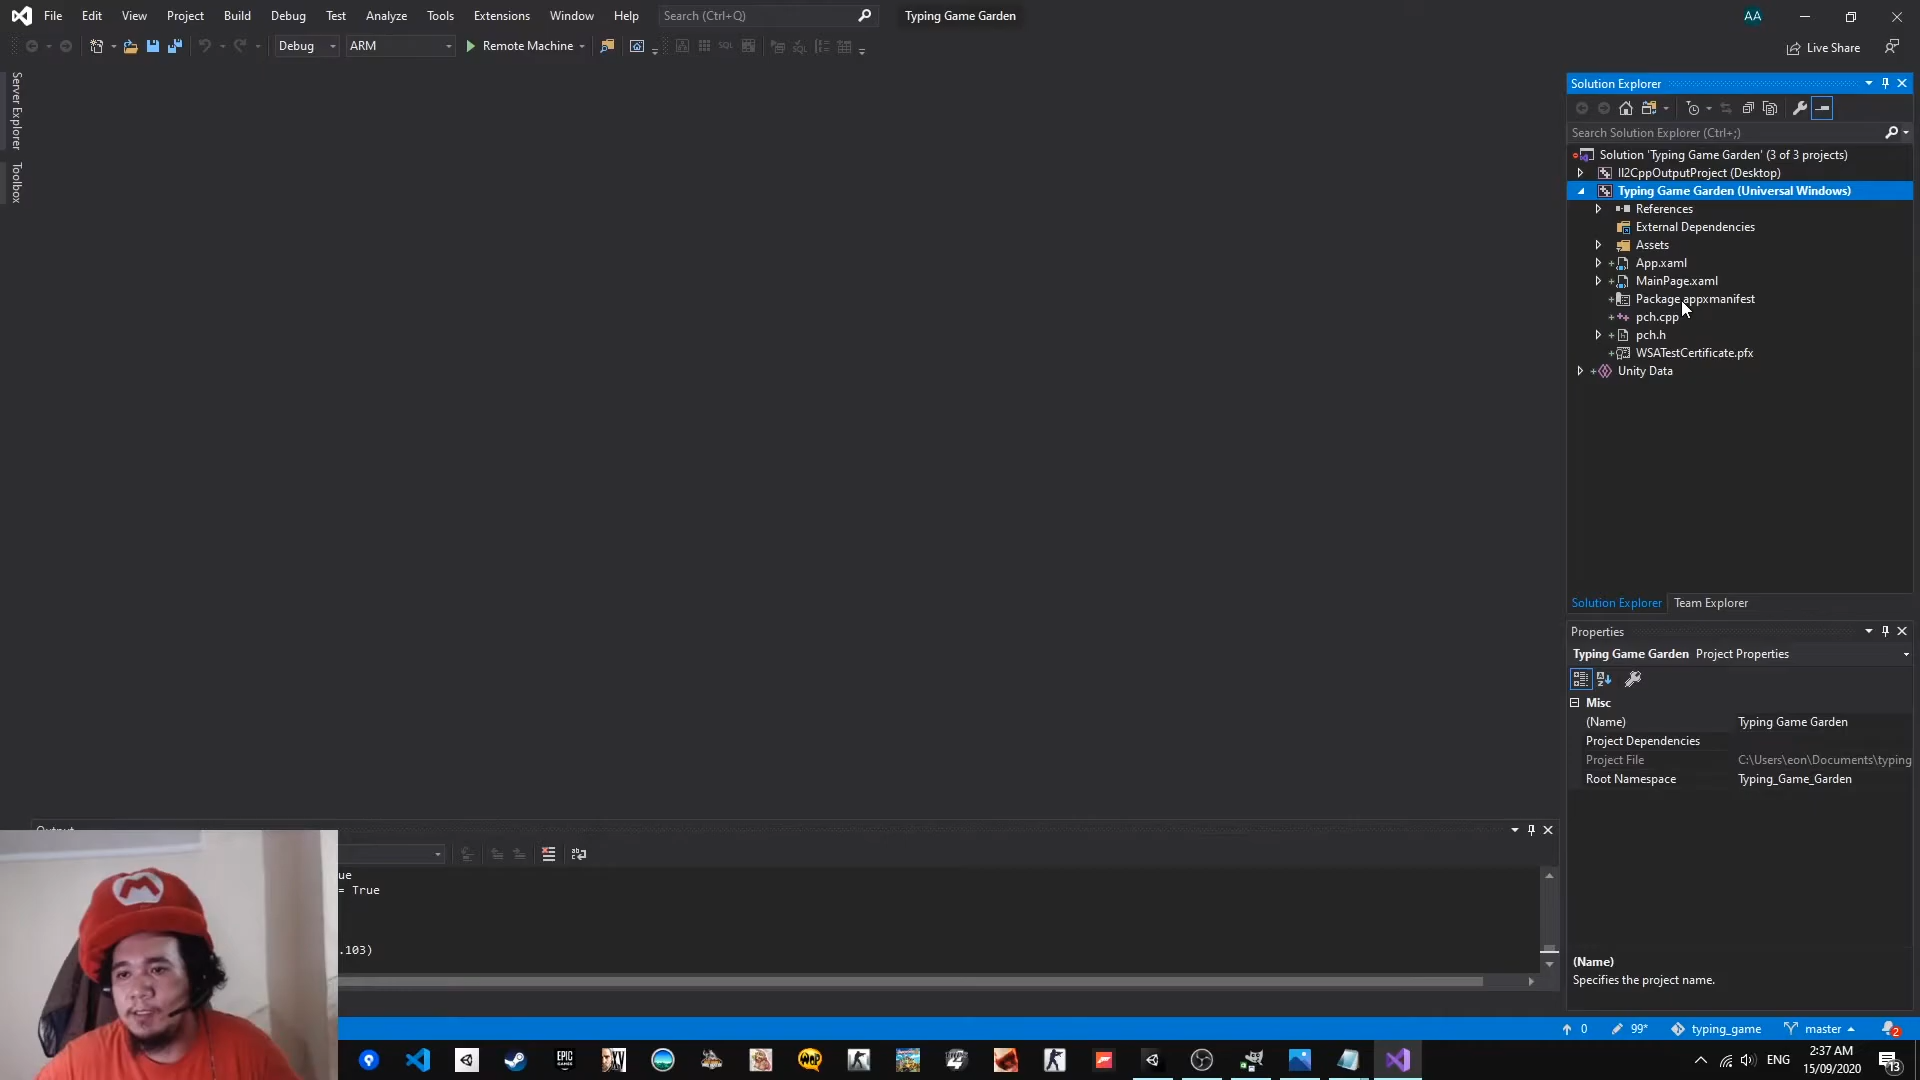 File Edit View Project Build Debug Test Analyze Tools Extensions Window Help Search (Ctrl+Q) Typing Game Garden AA
Debug ARM Remote Machine Live Share
Server Explorer
Toolbox
Solution Explorer
Search Solution Explorer (Ctrl+;)
Solution 'Typing Game Garden' (3 of 3 projects)
Il2CppOutputProject (Desktop)
Typing Game Garden (Universal Windows)
References
External Dependencies
Assets
App.xaml
MainPage.xaml
Package.appxmanifest
pch.cpp
pch.h
WSATestCertificate.pfx
Unity Data
Solution Explorer Team Explorer
Properties
Typing Game Garden Project Properties
Misc
(Name) Typing Game Garden
Project Dependencies
Project File C:\Users\eon\Documents\typing
Root Namespace Typing_Game_Garden
(Name)
Specifies the project name.
Output
ue
= True
.103)
0 99* typing_game master 2
ENG 2:37 AM
15/09/2020 13